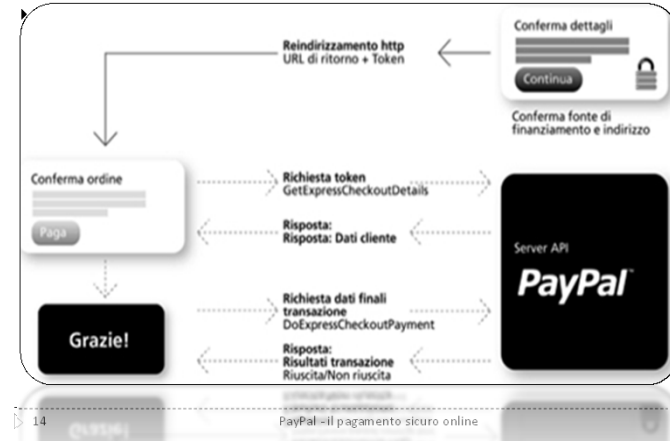 Conferma dettagli
Continua
Conferma fonte di
finanziamento e indirizzo
Reindirizzamento http
URL di ritorno + Token
Conferma ordine
Paga
Richiesta token
GetExpressCheckoutDetails
Risposta:
Risposta: Dati cliente
Server API
PayPal™
Richiesta dati finali
transazione
DoExpressCheckoutPayment
Grazie!
Risposta:
Risultati transazione
Riuscita/Non riuscita
14
PayPal - il pagamento sicuro online